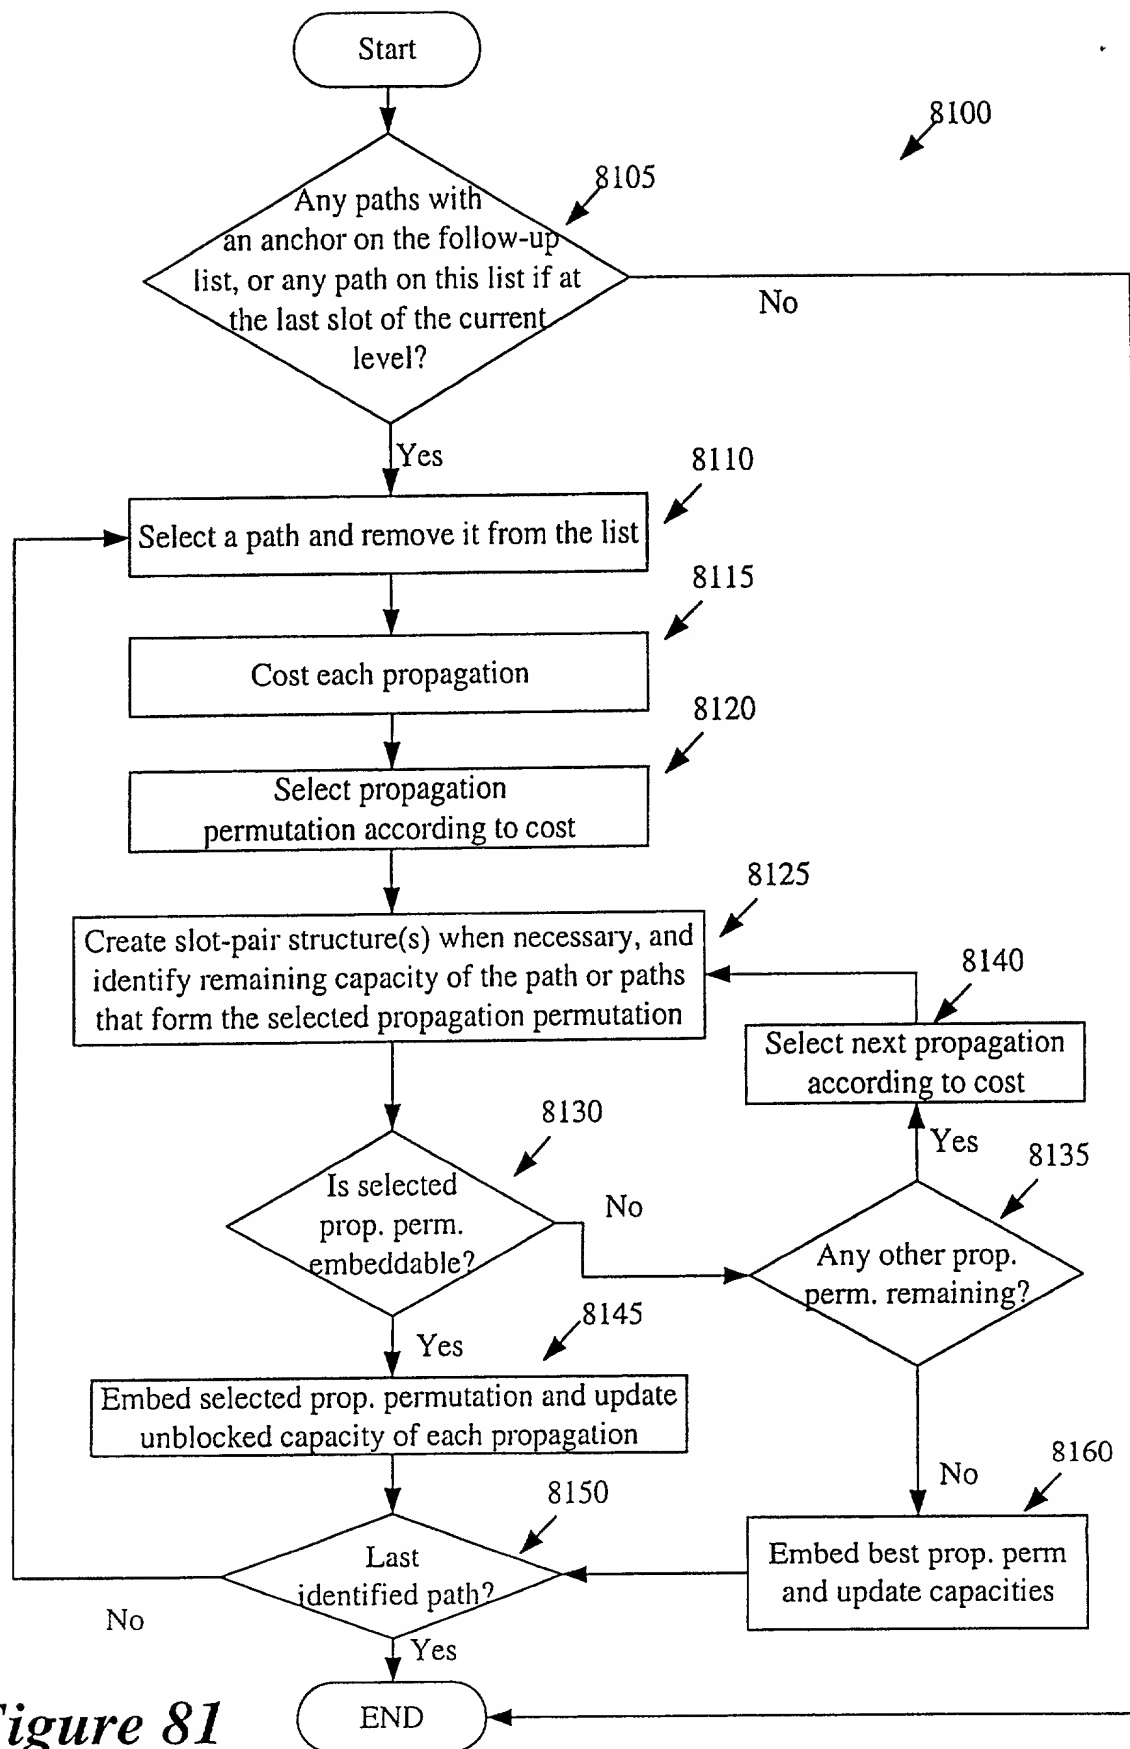 Start
8100
8105
Any paths with
an anchor on the follow-up
list, or any path on this list if at
the last slot of the current
level?
No
Yes
8110
Select a path and remove it from the list
8115
Cost each propagation
8120
Select propagation
permutation according to cost
8125
Create slot-pair structure(s) when necessary, and
identify remaining capacity of the path or paths
that form the selected propagation permutation
8140
Select next propagation
according to cost
8130
Yes
8135
Is selected
prop. perm.
embeddable?
No
Any other prop.
perm. remaining?
8145
Yes
Embed selected prop. permutation and update
unblocked capacity of each propagation
No
8160
8150
Last
identified path?
Embed best prop. perm
and update capacities
No
Yes
END
Figure 81